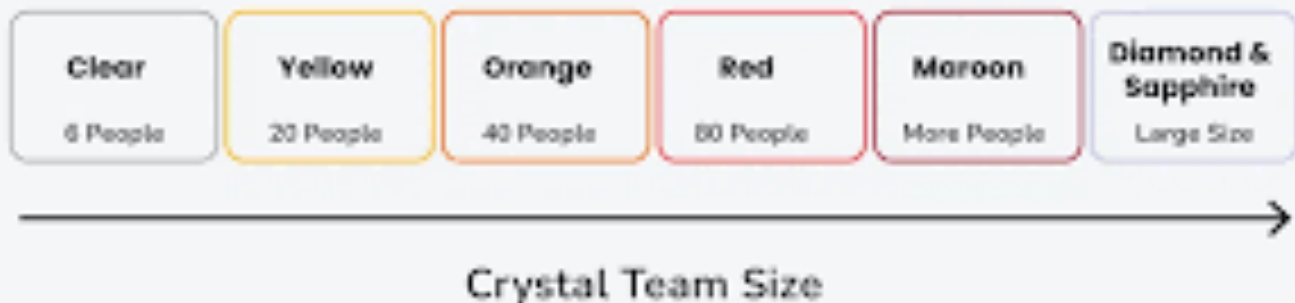 Clear
6 People
Yellow
20 People
Orange
40 People
Red
80 People
Maroon
More People
Diamond &
Sapphire
Large Size
Crystal Team Size